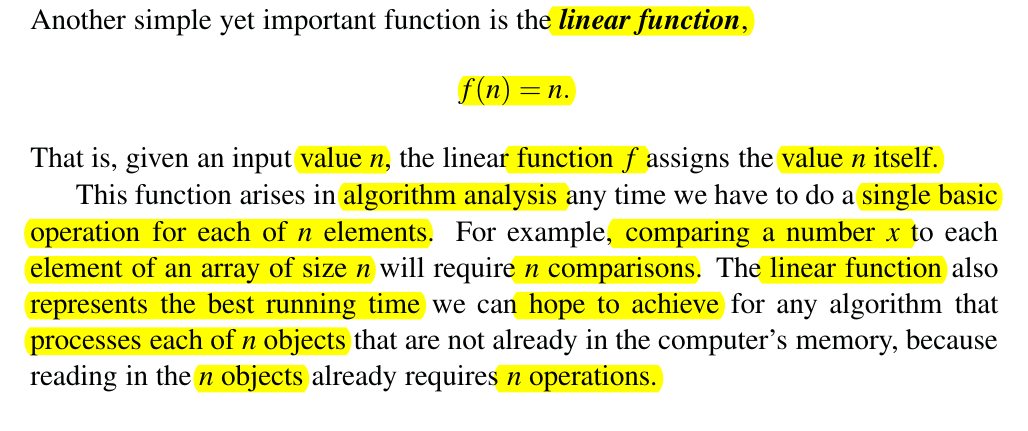 Another simple yet important function is the linear function,
f(n) = n.
That is, given an input value n, the linear function f assigns the value n itself.
This function arises in algorithm analysis any time we have to do a single basic
operation for each of n elements. For example, comparing a number x to each
element of an array of size n will require n comparisons. The linear function also
represents the best running time we can hope to achieve for any algorithm that
processes each of n objects that are not already in the computer's memory, because
reading in the n objects already requires n operations.